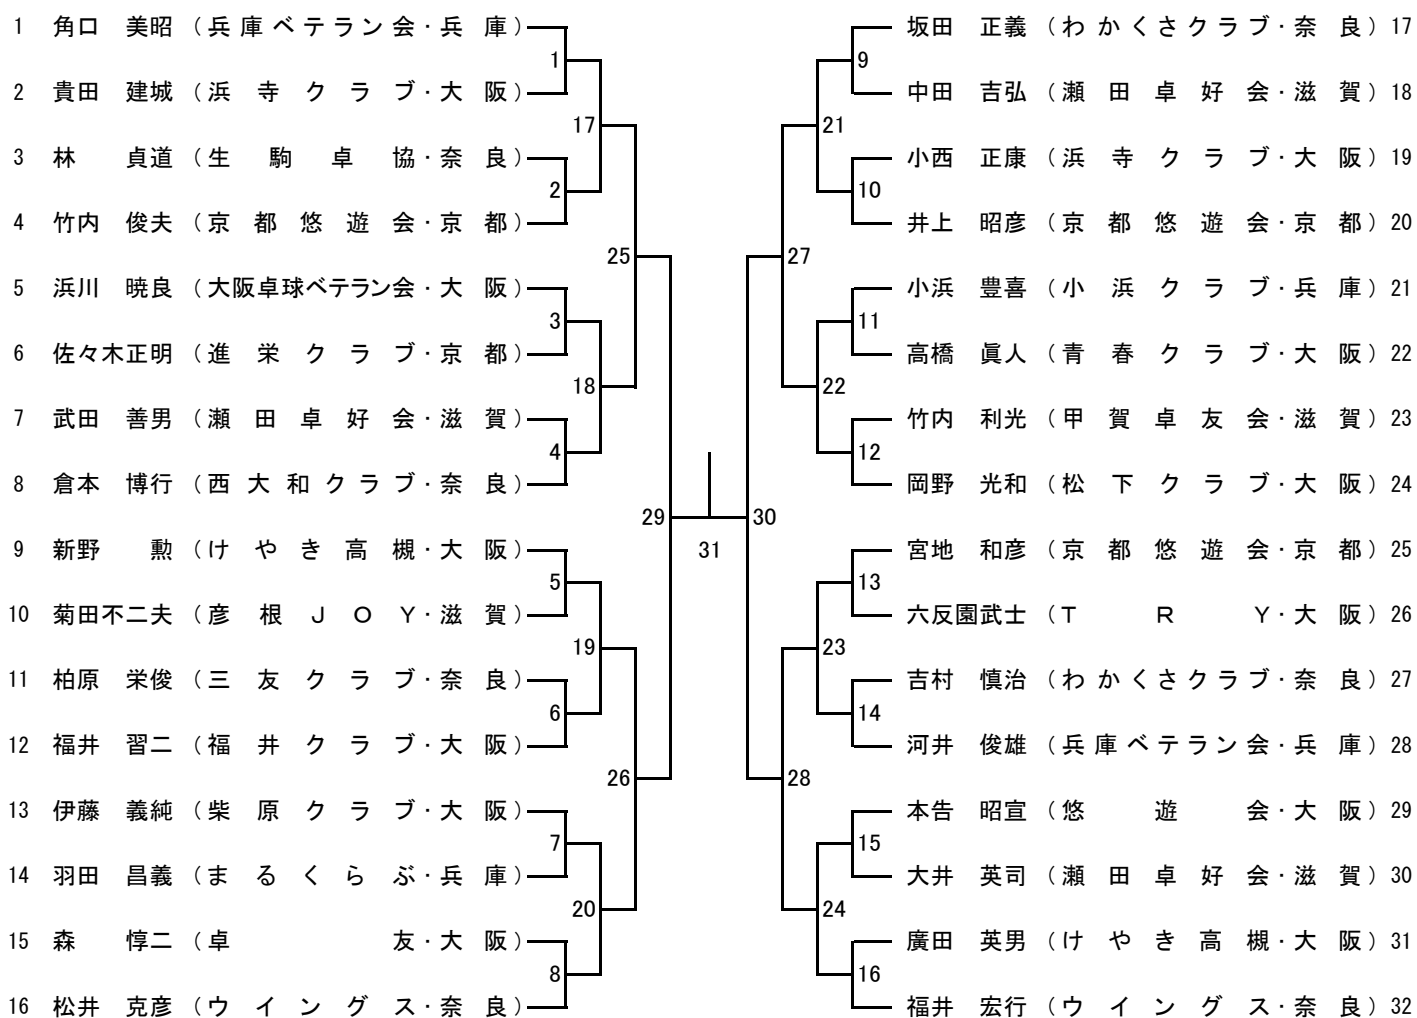 1 角口 美昭 （兵庫ベテラン会・兵 庫）
1
2 貴田 建城 （浜寺クラブ・大 阪）
17
3 林 貞道 （生駒卓協・奈 良）
2
4 竹内 俊夫 （京都悠遊会・京 都）
25
5 浜川 暁良 （大阪卓球ベテラン会・大 阪）
3
6 佐々木正明 （進栄クラブ・京 都）
18
7 武田 善男 （瀬田卓好会・滋 賀）
4
8 倉本 博行 （西大和クラブ・奈 良）
29
9 新野 勲 （けやき高槻・大 阪）
5
10 菊田不二夫 （彦根ＪＯＹ・滋 賀）
19
11 柏原 栄俊 （三友クラブ・奈 良）
6
12 福井 習二 （福井クラブ・大 阪）
26
13 伊藤 義純 （柴原クラブ・大 阪）
7
14 羽田 昌義 （まるくらぶ・兵 庫）
20
15 森 惇二 （卓友・大 阪）
8
16 松井 克彦 （ウイングス・奈 良）
31
坂田 正義 （わかくさクラブ・奈 良）17
9
中田 吉弘 （瀬田卓好会・滋 賀）18
21
小西 正康 （浜寺クラブ・大 阪）19
10
井上 昭彦 （京都悠遊会・京 都）20
27
小浜 豊喜 （小浜クラブ・兵 庫）21
11
高橋 眞人 （青春クラブ・大 阪）22
22
竹内 利光 （甲賀卓友会・滋 賀）23
12
岡野 光和 （松下クラブ・大 阪）24
30
宮地 和彦 （京都悠遊会・京 都）25
13
六反園武士 （ＴＲＹ・大 阪）26
23
吉村 慎治 （わかくさクラブ・奈 良）27
14
河井 俊雄 （兵庫ベテラン会・兵 庫）28
28
本告 昭宣 （悠遊会・大 阪）29
15
大井 英司 （瀬田卓好会・滋 賀）30
24
廣田 英男 （けやき高槻・大 阪）31
16
福井 宏行 （ウイングス・奈 良）32